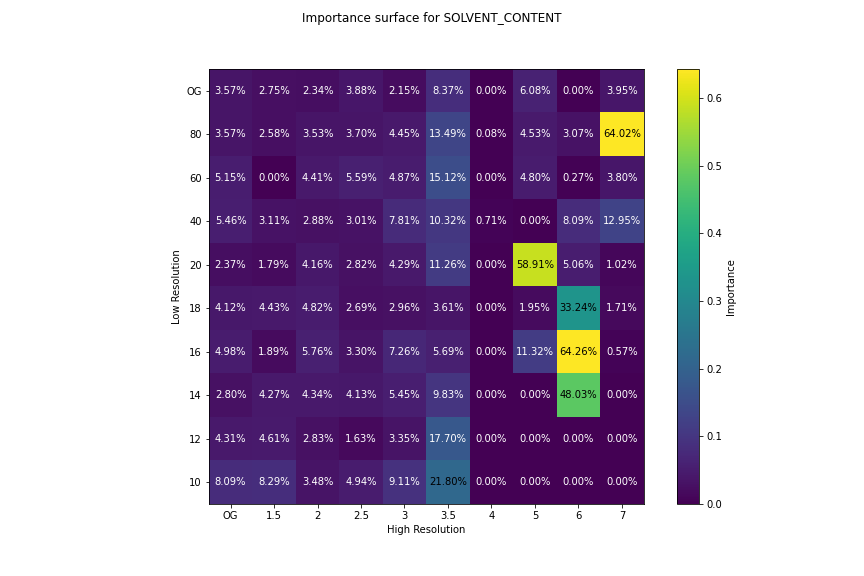 Importance surface for SOLVENT_CONTENT
OG 3.57% 2.75% 2.34% 3.88% 2.15% 8.37% 0.00% 6.08% 0.00% 3.95%
80 3.57% 2.58% 3.53% 3.70% 4.45% 13.49% 0.08% 4.53% 3.07% 64.02%
60 5.15% 0.00% 4.41% 5.59% 4.87% 15.12% 0.00% 4.80% 0.27% 3.80%
40 5.46% 3.11% 2.88% 3.01% 7.81% 10.32% 0.71% 0.00% 8.09% 12.95%
20 2.37% 1.79% 4.16% 2.82% 4.29% 11.26% 0.00% 58.91% 5.06% 1.02%
18 4.12% 4.43% 4.82% 2.69% 2.96% 3.61% 0.00% 1.95% 33.24% 1.71%
16 4.98% 1.89% 5.76% 3.30% 7.26% 5.69% 0.00% 11.32% 64.26% 0.57%
14 2.80% 4.27% 4.34% 4.13% 5.45% 9.83% 0.00% 0.00% 48.03% 0.00%
12 4.31% 4.61% 2.83% 1.63% 3.35% 17.70% 0.00% 0.00% 0.00% 0.00%
10 8.09% 8.29% 3.48% 4.94% 9.11% 21.80% 0.00% 0.00% 0.00% 0.00%
OG 1.5 2 2.5 3 3.5 4 5 6 7
High Resolution
Low Resolution
0.6
0.5
0.4
0.3
0.2
0.1
0.0
Importance